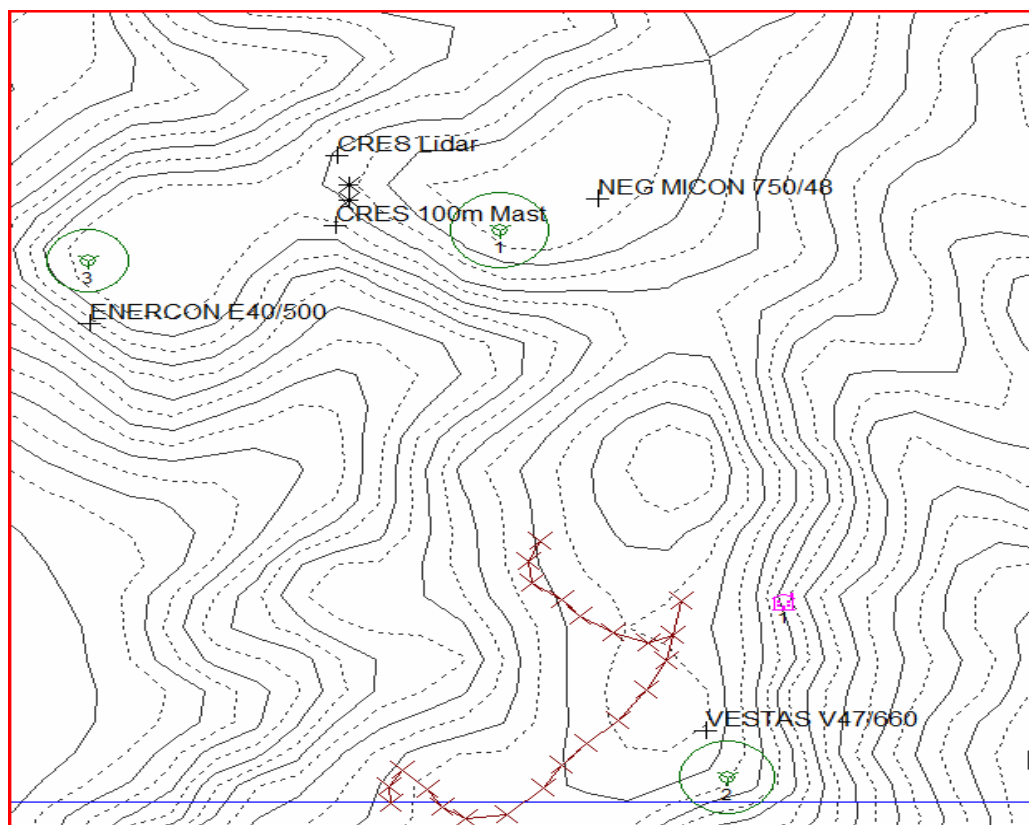 CRES Lidar
NEG MICON 750/48
CRES 100m Mast
1
3
ENERCON E40/500
1
VESTAS V47/660
2